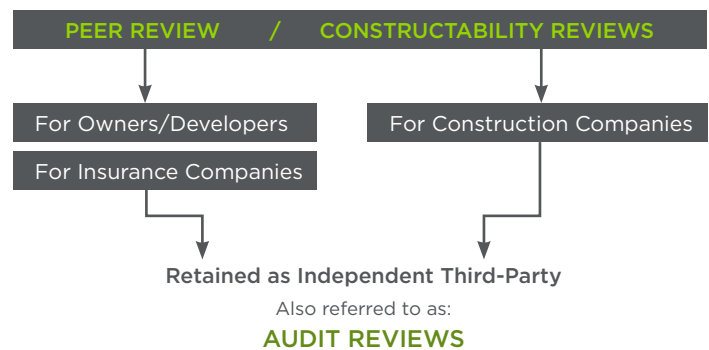 PEER REVIEW / CONSTRUCTABILITY REVIEWS
For Owners/Developers
For Construction Companies
For Insurance Companies
Retained as Independent Third-Party
Also referred to as:
AUDIT REVIEWS